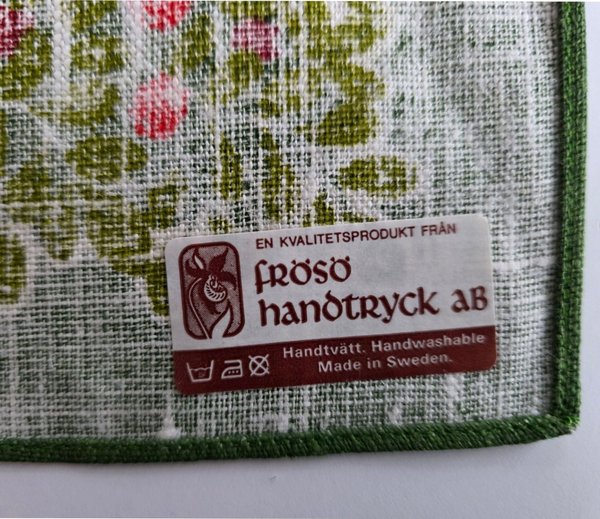 EN KVALITETSPRODUKT FRÅN
frösö
handtryck aB
Handtvätt. Handwashable
Made in Sweden.